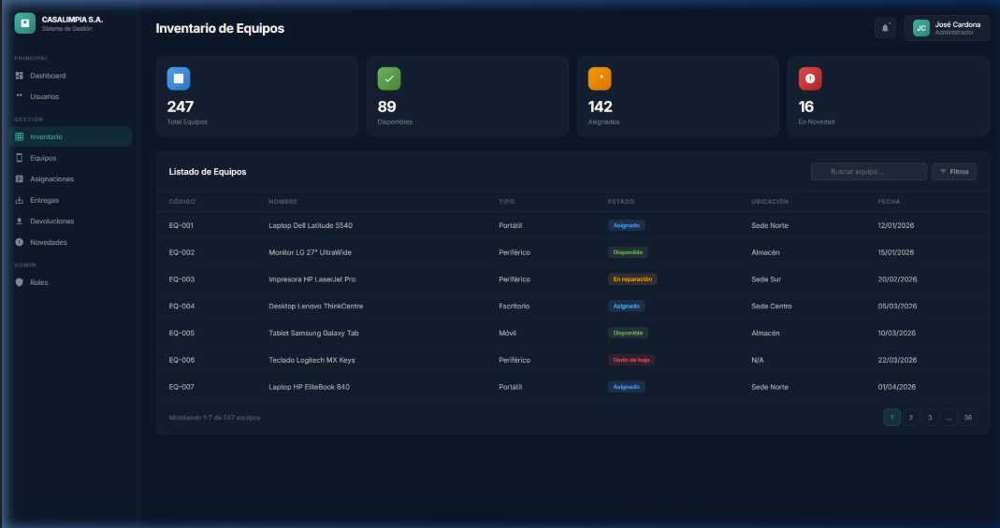 CASALIMPIA S.A.
Sistema de Gestión
PRINCIPAL
Dashboard
Usuarios
GESTIÓN
Inventario
Equipos
Asignaciones
Entregas
Devoluciones
Novedades
ADMIN
Roles
Inventario de Equipos
JC
José Cardona
Administrador
247
Total Equipos
89
Disponibles
142
Asignados
16
En Novedad
Listado de Equipos
Buscar equipo...
Filtros
CÓDIGO NOMBRE TIPO ESTADO UBICACIÓN FECHA
EQ-001 Laptop Dell Latitude 5540 Portátil Asignado Sede Norte 12/01/2026
EQ-002 Monitor LG 27" UltraWide Periférico Disponible Almacén 15/01/2026
EQ-003 Impresora HP LaserJet Pro Periférico En reparación Sede Sur 20/02/2026
EQ-004 Desktop Lenovo ThinkCentre Escritorio Asignado Sede Centro 05/03/2026
EQ-005 Tablet Samsung Galaxy Tab Móvil Disponible Almacén 10/03/2026
EQ-006 Teclado Logitech MX Keys Periférico Dado de baja N/A 22/03/2026
EQ-007 Laptop HP EliteBook 840 Portátil Asignado Sede Norte 01/04/2026
Mostrando 1-7 de 247 equipos
1 2 3 ... 36